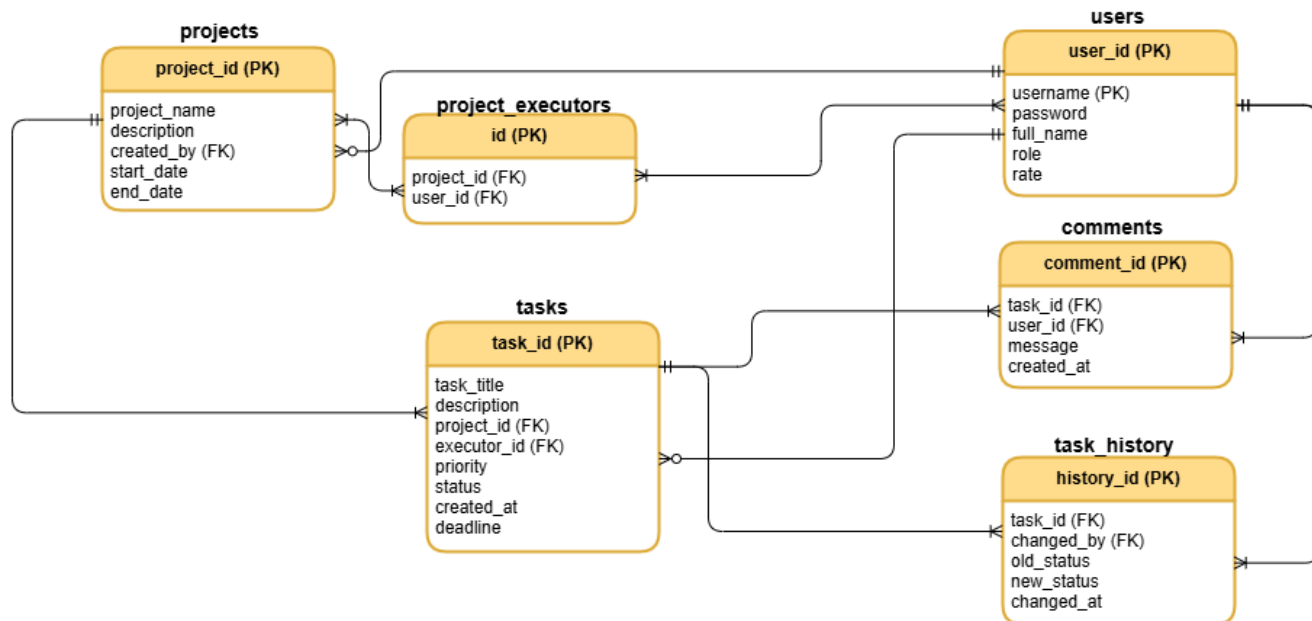 projects
project_id (PK)
project_name
description
created_by (FK)
start_date
end_date
project_executors
id (PK)
project_id (FK)
user_id (FK)
users
user_id (PK)
username (PK)
password
full_name
role
rate
comments
comment_id (PK)
task_id (FK)
user_id (FK)
message
created_at
tasks
task_id (PK)
task_title
description
project_id (FK)
executor_id (FK)
priority
status
created_at
deadline
task_history
history_id (PK)
task_id (FK)
changed_by (FK)
old_status
new_status
changed_at